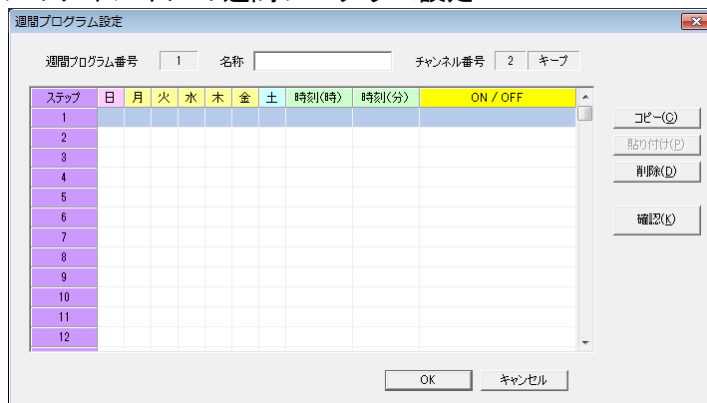 週間プログラム設定
週間プログラム番号 1 名称 チャンネル番号 2 キープ
ステップ 日 月 火 水 木 金 土 時刻(時) 時刻(分) ON / OFF
1
2
3
4
5
6
7
8
9
10
11
12
コピー(C)
貼り付け(P)
削除(D)
確認(K)
OK キャンセル